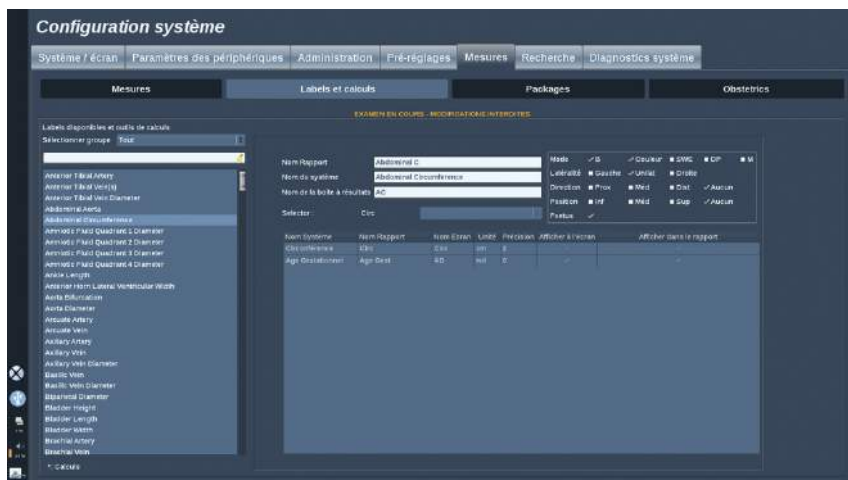 Configuration système
Système / écran Paramètres des périphériques Administration Pré-réglages Mesures Recherche Diagnostics système
Mesures Labels et calculs Packages Obstetrics
EXAMEN EN COURS - MODIFICATIONS INTERDITES
Labels disponibles et outils de calculs
Sélectionner groupe Tout
Anterior Tibial Artery
Anterior Tibial Vein(s)
Anterior Tibial Vein Diameter
Abdominal Aorta
Abdominal Circumference
Amniotic Fluid Quadrant 1 Diameter
Amniotic Fluid Quadrant 2 Diameter
Amniotic Fluid Quadrant 3 Diameter
Amniotic Fluid Quadrant 4 Diameter
Ankle Length
Anterior Horn Lateral Ventricular Width
Aorta Bifurcation
Aorta Diameter
Arcuate Artery
Arcuate Vein
Axillary Artery
Axillary Vein
Axillary Vein Diameter
Basilic Vein
Basilic Vein Diameter
Biparietal Diameter
Bladder Height
Bladder Length
Bladder Width
Brachial Artery
Brachial Vein
*: Calculs
Nom Rapport Abdominal C
Nom du système Abdominal Circumference
Nom de la boîte à résultats AC
Selector: Circ
Mode B Couleur SWE DP M
Latéralité Gauche Unilat Droite
Direction Prox Méd Dist Aucun
Position Inf Méd Sup Aucun
Fœtus
Nom Système Nom Rapport Nom Ecran Unité Précision Afficher à l'écran Afficher dans le rapport
Circonférence Circ Circ cm
Age Gestationnel Age Gest AG